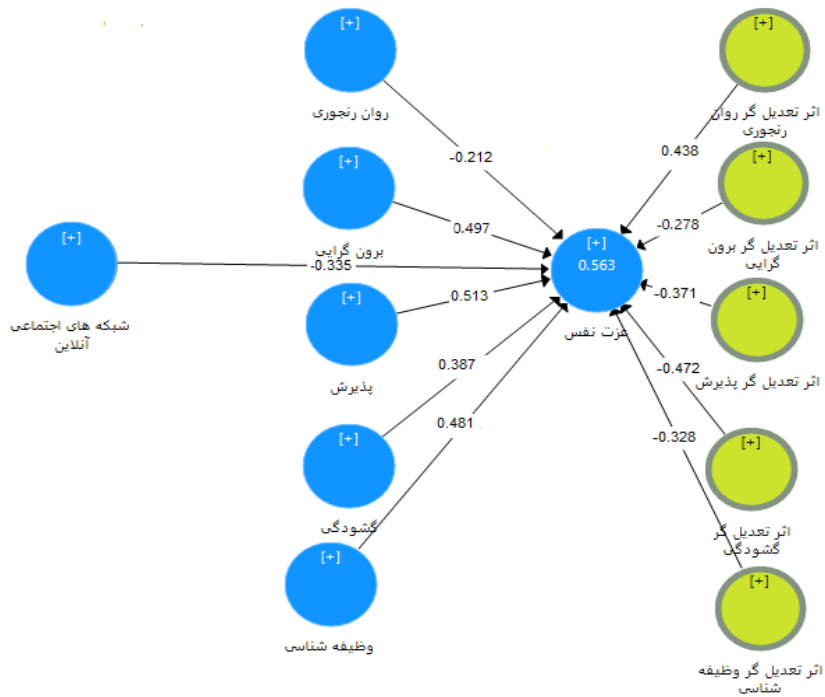 [+]
روان رنجوری
[+]
اثر تعدیل گر روان
رنجوری
-0.212
0.438
[+]
برون گرایی
[+]
اثر تعدیل گر برون
گرایی
0.497
-0.278
[+]
شبکه های اجتماعی
آنلاین
-0.335
[+]
0.563
عزت نفس
[+]
پذیرش
0.513
-0.371
[+]
اثر تعدیل گر پذیرش
0.387
-0.472
[+]
گشودگی
[+]
اثر تعدیل گر
گشودگی
0.481
-0.328
[+]
وظیفه شناسی
[+]
اثر تعدیل گر وظیفه
شناسی